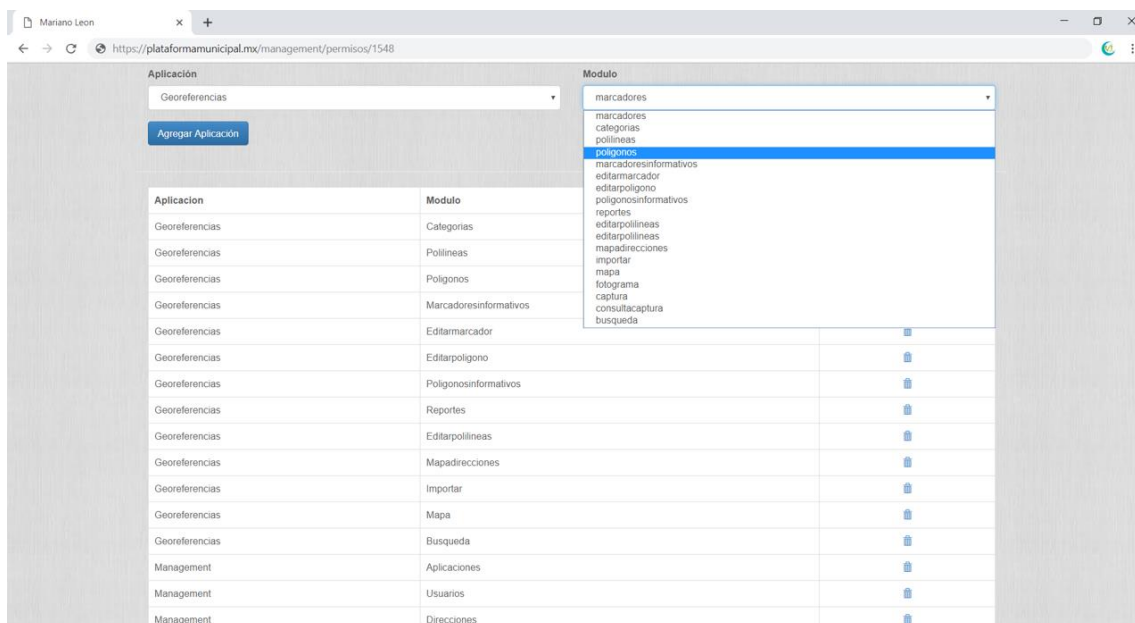 Mariano Leon
https://plataformamunicipal.mx/management/permisos/1548
Aplicación Modulo
Georeferencias marcadores
Agregar Aplicación
marcadores
categorias
polilineas
poligonos
marcadoresinformativos
editarmarcador
editarpoligono
poligonosinformativos
reportes
editarpolilineas
editarpolilineas
mapadirecciones
importar
mapa
fotograma
captura
consultacaptura
busqueda
Aplicacion Modulo
Georeferencias Categorias
Georeferencias Polilineas
Georeferencias Poligonos
Georeferencias Marcadoresinformativos
Georeferencias Editarmarcador
Georeferencias Editarpoligono
Georeferencias Poligonosinformativos
Georeferencias Reportes
Georeferencias Editarpolilineas
Georeferencias Mapadirecciones
Georeferencias Importar
Georeferencias Mapa
Georeferencias Busqueda
Management Aplicaciones
Management Usuarios
Management Direcciones